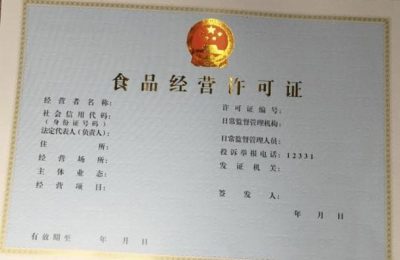 食品经营许可证
经营者名称:
社会信用代码:
(身份证号码)
法定代表人(负责人):
住所:
经营场所:
主体业态:
经营项目:
许可证编号:
日常监督管理机构:
日常监督管理人员:
投诉举报电话:12331
发证机关:
签发人:
年 月 日
有效期至 年 月 日